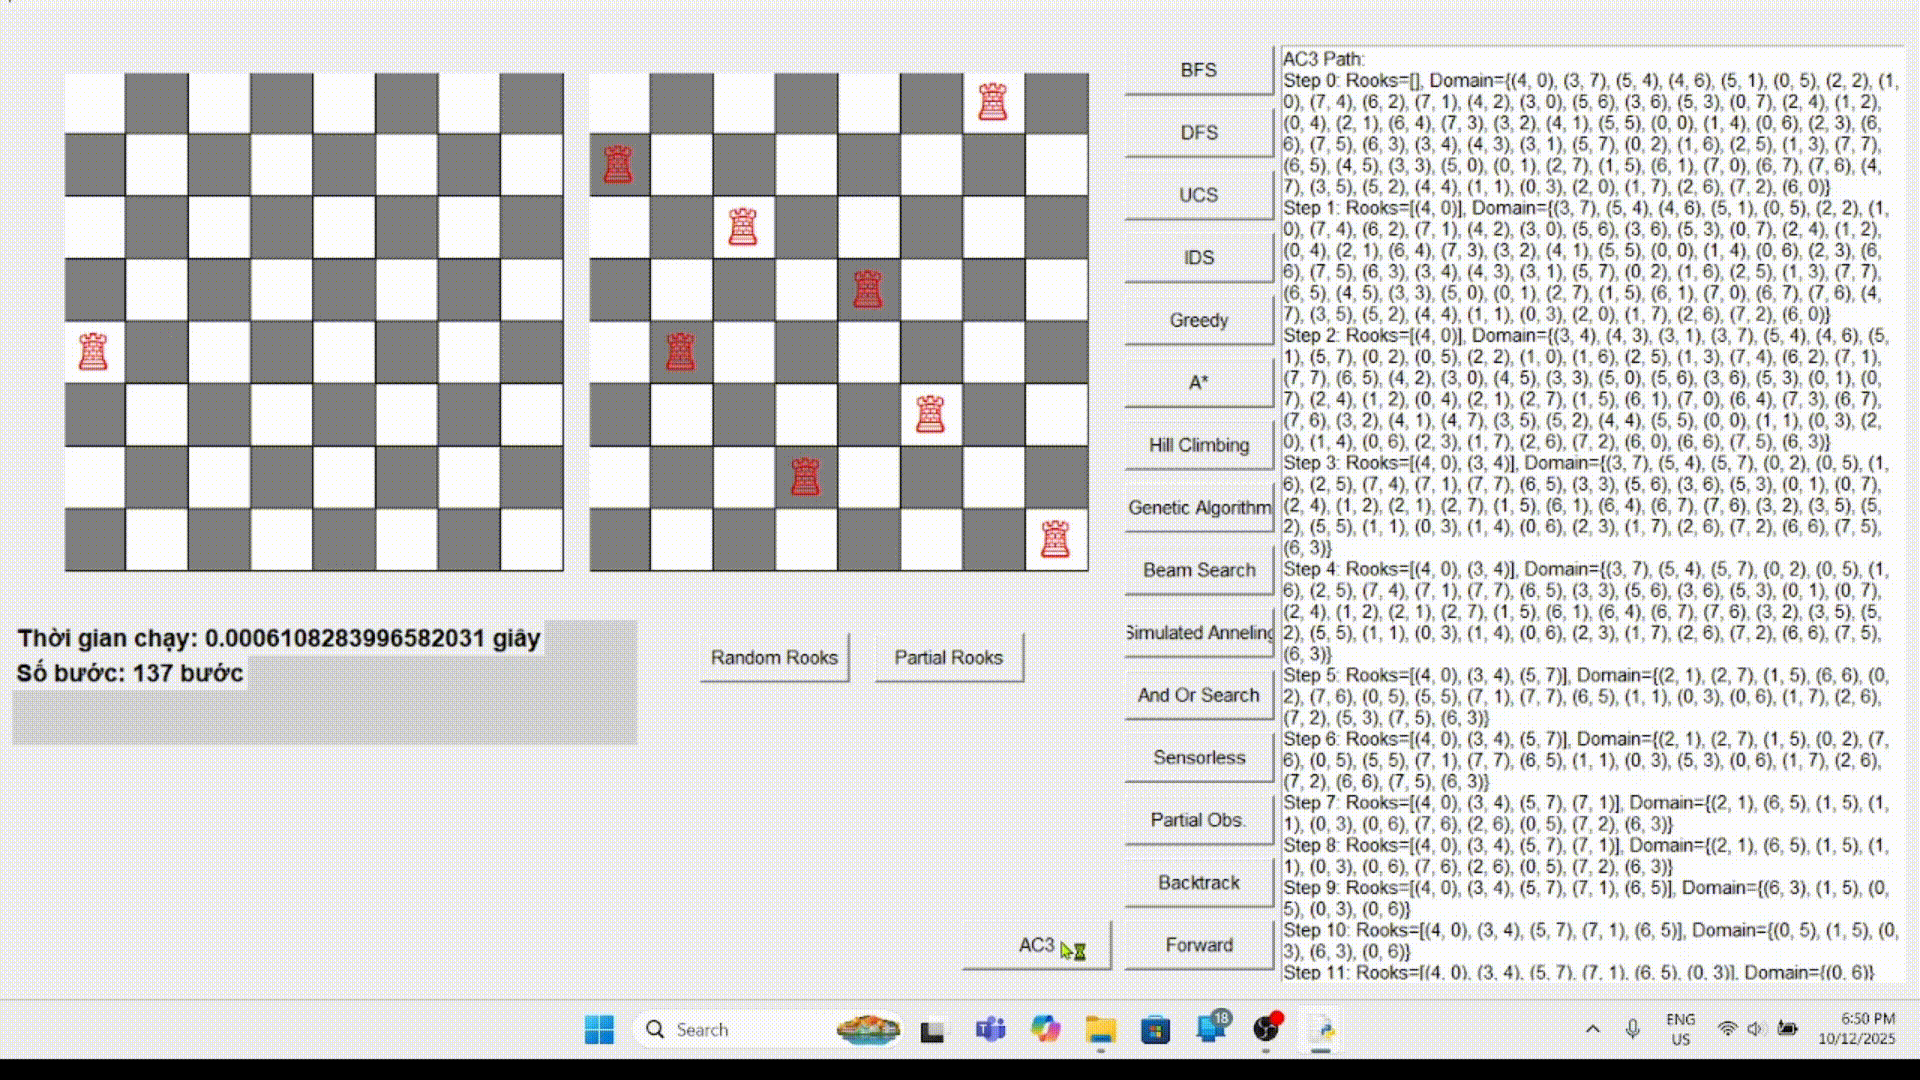 BFS
DFS
UCS
IDS
Greedy
A*
Hill Climbing
Genetic Algorithm
Beam Search
Simulated Anneling
And Or Search
Sensorless
Partial Obs.
Backtrack
AC3
Forward
Random Rooks
Partial Rooks
Thời gian chạy: 0.0006108283996582031 giây
Số bước: 137 bước
AC3 Path:
Step 0: Rooks=[], Domain={(4, 0), (3, 7), (5, 4), (4, 6), (5, 1), (0, 5), (2, 2), (1,
0), (7, 4), (6, 2), (7, 1), (4, 2), (3, 0), (5, 6), (3, 6), (5, 3), (0, 7), (2, 4), (1, 2),
(0, 4), (2, 1), (6, 4), (7, 3), (3, 2), (4, 1), (5, 5), (0, 0), (1, 4), (0, 6), (2, 3), (6,
6), (7, 5), (6, 3), (3, 4), (4, 3), (3, 1), (5, 7), (0, 2), (1, 6), (2, 5), (1, 3), (7, 7),
(6, 5), (4, 5), (3, 3), (5, 0), (0, 1), (2, 7), (1, 5), (6, 1), (7, 0), (6, 7), (7, 6), (4,
7), (3, 5), (5, 2), (4, 4), (1, 1), (0, 3), (2, 0), (1, 7), (2, 6), (7, 2), (6, 0)}
Step 1: Rooks=[(4, 0)], Domain={(3, 7), (5, 4), (4, 6), (5, 1), (0, 5), (2, 2), (1,
0), (7, 4), (6, 2), (7, 1), (4, 2), (3, 0), (5, 6), (3, 6), (5, 3), (0, 7), (2, 4), (1, 2),
(0, 4), (2, 1), (6, 4), (7, 3), (3, 2), (4, 1), (5, 5), (0, 0), (1, 4), (0, 6), (2, 3), (6,
6), (7, 5), (6, 3), (3, 4), (4, 3), (3, 1), (5, 7), (0, 2), (1, 6), (2, 5), (1, 3), (7, 7),
(6, 5), (4, 5), (3, 3), (5, 0), (0, 1), (2, 7), (1, 5), (6, 1), (7, 0), (6, 7), (7, 6), (4,
7), (3, 5), (5, 2), (4, 4), (1, 1), (0, 3), (2, 0), (1, 7), (2, 6), (7, 2), (6, 0)}
Step 2: Rooks=[(4, 0)], Domain={(3, 4), (4, 3), (3, 1), (3, 7), (5, 4), (4, 6), (5,
1), (5, 7), (0, 2), (0, 5), (2, 2), (1, 0), (1, 6), (2, 5), (1, 3), (7, 4), (6, 2), (7, 1),
(7, 7), (6, 5), (4, 2), (3, 0), (4, 5), (3, 3), (5, 0), (5, 6), (3, 6), (5, 3), (0, 1), (0,
7), (2, 4), (1, 2), (0, 4), (2, 1), (2, 7), (1, 5), (6, 1), (7, 0), (6, 4), (7, 3), (6, 7),
(7, 6), (3, 2), (4, 1), (4, 7), (3, 5), (5, 2), (4, 4), (5, 5), (0, 0), (1, 1), (0, 3), (2,
0), (1, 4), (0, 6), (2, 3), (1, 7), (2, 6), (7, 2), (6, 0), (6, 6), (7, 5), (6, 3)}
Step 3: Rooks=[(4, 0), (3, 4)], Domain={(3, 7), (5, 4), (5, 7), (0, 2), (0, 5), (1,
6), (2, 5), (7, 4), (7, 1), (7, 7), (6, 5), (3, 3), (5, 6), (3, 6), (5, 3), (0, 1), (0, 7),
(2, 4), (1, 2), (2, 1), (2, 7), (1, 5), (6, 1), (6, 4), (6, 7), (7, 6), (3, 2), (3, 5), (5,
2), (5, 5), (1, 1), (0, 3), (1, 4), (0, 6), (2, 3), (1, 7), (2, 6), (7, 2), (6, 6), (7, 5),
(6, 3)}
Step 4: Rooks=[(4, 0), (3, 4)], Domain={(3, 7), (5, 4), (5, 7), (0, 2), (0, 5), (1,
6), (2, 5), (7, 4), (7, 1), (7, 7), (6, 5), (3, 3), (5, 6), (3, 6), (5, 3), (0, 1), (0, 7),
(2, 4), (1, 2), (2, 1), (2, 7), (1, 5), (6, 1), (6, 4), (6, 7), (7, 6), (3, 2), (3, 5), (5,
2), (5, 5), (1, 1), (0, 3), (1, 4), (0, 6), (2, 3), (1, 7), (2, 6), (7, 2), (6, 6), (7, 5),
(6, 3)}
Step 5: Rooks=[(4, 0), (3, 4), (5, 7)], Domain={(2, 1), (2, 7), (1, 5), (6, 6), (0,
2), (7, 6), (0, 5), (5, 5), (7, 1), (7, 7), (6, 5), (1, 1), (0, 3), (0, 6), (1, 7), (2, 6),
(7, 2), (5, 3), (7, 5), (6, 3)}
Step 6: Rooks=[(4, 0), (3, 4), (5, 7)], Domain={(2, 1), (2, 7), (1, 5), (0, 2), (7,
6), (0, 5), (5, 5), (7, 1), (7, 7), (6, 5), (1, 1), (0, 3), (5, 3), (0, 6), (1, 7), (2, 6),
(7, 2), (6, 6), (7, 5), (6, 3)}
Step 7: Rooks=[(4, 0), (3, 4), (5, 7), (7, 1)], Domain={(2, 1), (6, 5), (1, 5), (1,
1), (0, 3), (0, 6), (7, 6), (2, 6), (0, 5), (7, 2), (6, 3)}
Step 8: Rooks=[(4, 0), (3, 4), (5, 7), (7, 1)], Domain={(2, 1), (6, 5), (1, 5), (1,
1), (0, 3), (0, 6), (7, 6), (2, 6), (0, 5), (7, 2), (6, 3)}
Step 9: Rooks=[(4, 0), (3, 4), (5, 7), (7, 1), (6, 5)], Domain={(6, 3), (1, 5), (0,
5), (0, 3), (0, 6)}
Step 10: Rooks=[(4, 0), (3, 4), (5, 7), (7, 1), (6, 5)], Domain={(0, 5), (1, 5), (0,
3), (6, 3), (0, 6)}
Step 11: Rooks=[(4, 0), (3, 4), (5, 7), (7, 1), (6, 5), (0, 3)], Domain={(0, 6)}
Search
18
ENG
US
6:50 PM
10/12/2025